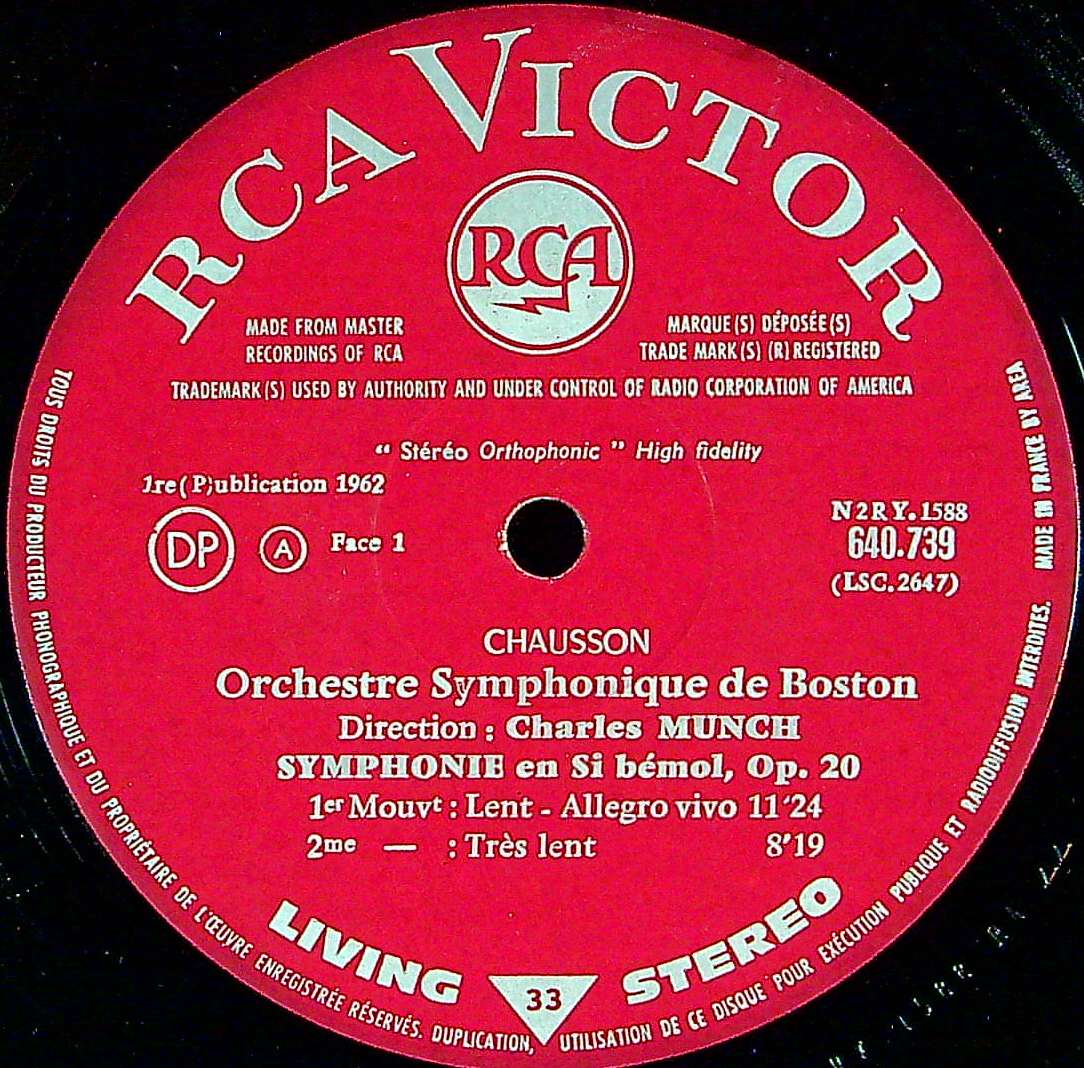 RCA VICTOR
RCA
MADE FROM MASTER
RECORDINGS OF RCA
MARQUE(S) DÉPOSÉE(S)
TRADE MARK(S) (R) REGISTERED
TRADEMARK(S) USED BY AUTHORITY AND UNDER CONTROL OF RADIO CORPORATION OF AMERICA
“ Stéréo Orthophonic ” High fidelity
1re (P)ublication 1962
DP A Face 1
N2RY.1588
640.739
(LSC.2647)
CHAUSSON
Orchestre Symphonique de Boston
Direction : Charles MUNCH
SYMPHONIE en Si bémol, Op. 20
1er Mouvt : Lent - Allegro vivo 11'24
2me — : Très lent 8'19
LIVING 33 STEREO
TOUS DROITS DU PRODUCTEUR PHONOGRAPHIQUE ET DU PROPRIÉTAIRE DE L'ŒUVRE ENREGISTRÉE RÉSERVÉS. DUPLICATION, UTILISATION DE CE DISQUE POUR EXÉCUTION PUBLIQUE ET RADIODIFFUSION INTERDITES. MADE IN FRANCE BY AREA